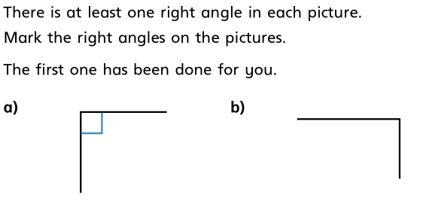 There is at least one right angle in each picture.
Mark the right angles on the pictures.
The first one has been done for you.
a)
b)